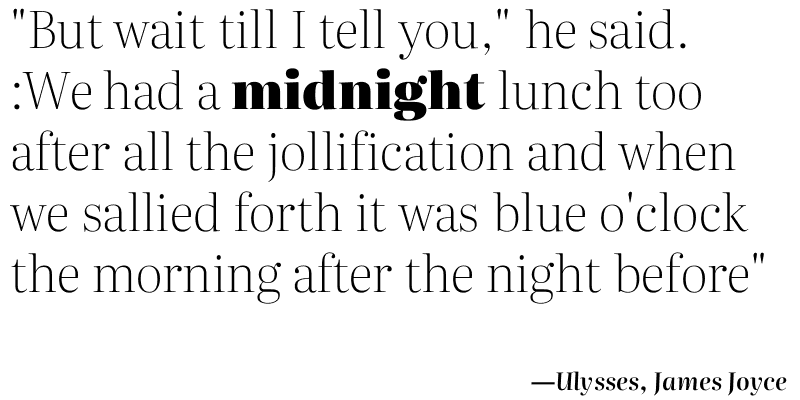 "But wait till I tell you," he said.
:We had a midnight lunch too
after all the jollification and when
we sallied forth it was blue o'clock
the morning after the night before"
—Ulysses, James Joyce